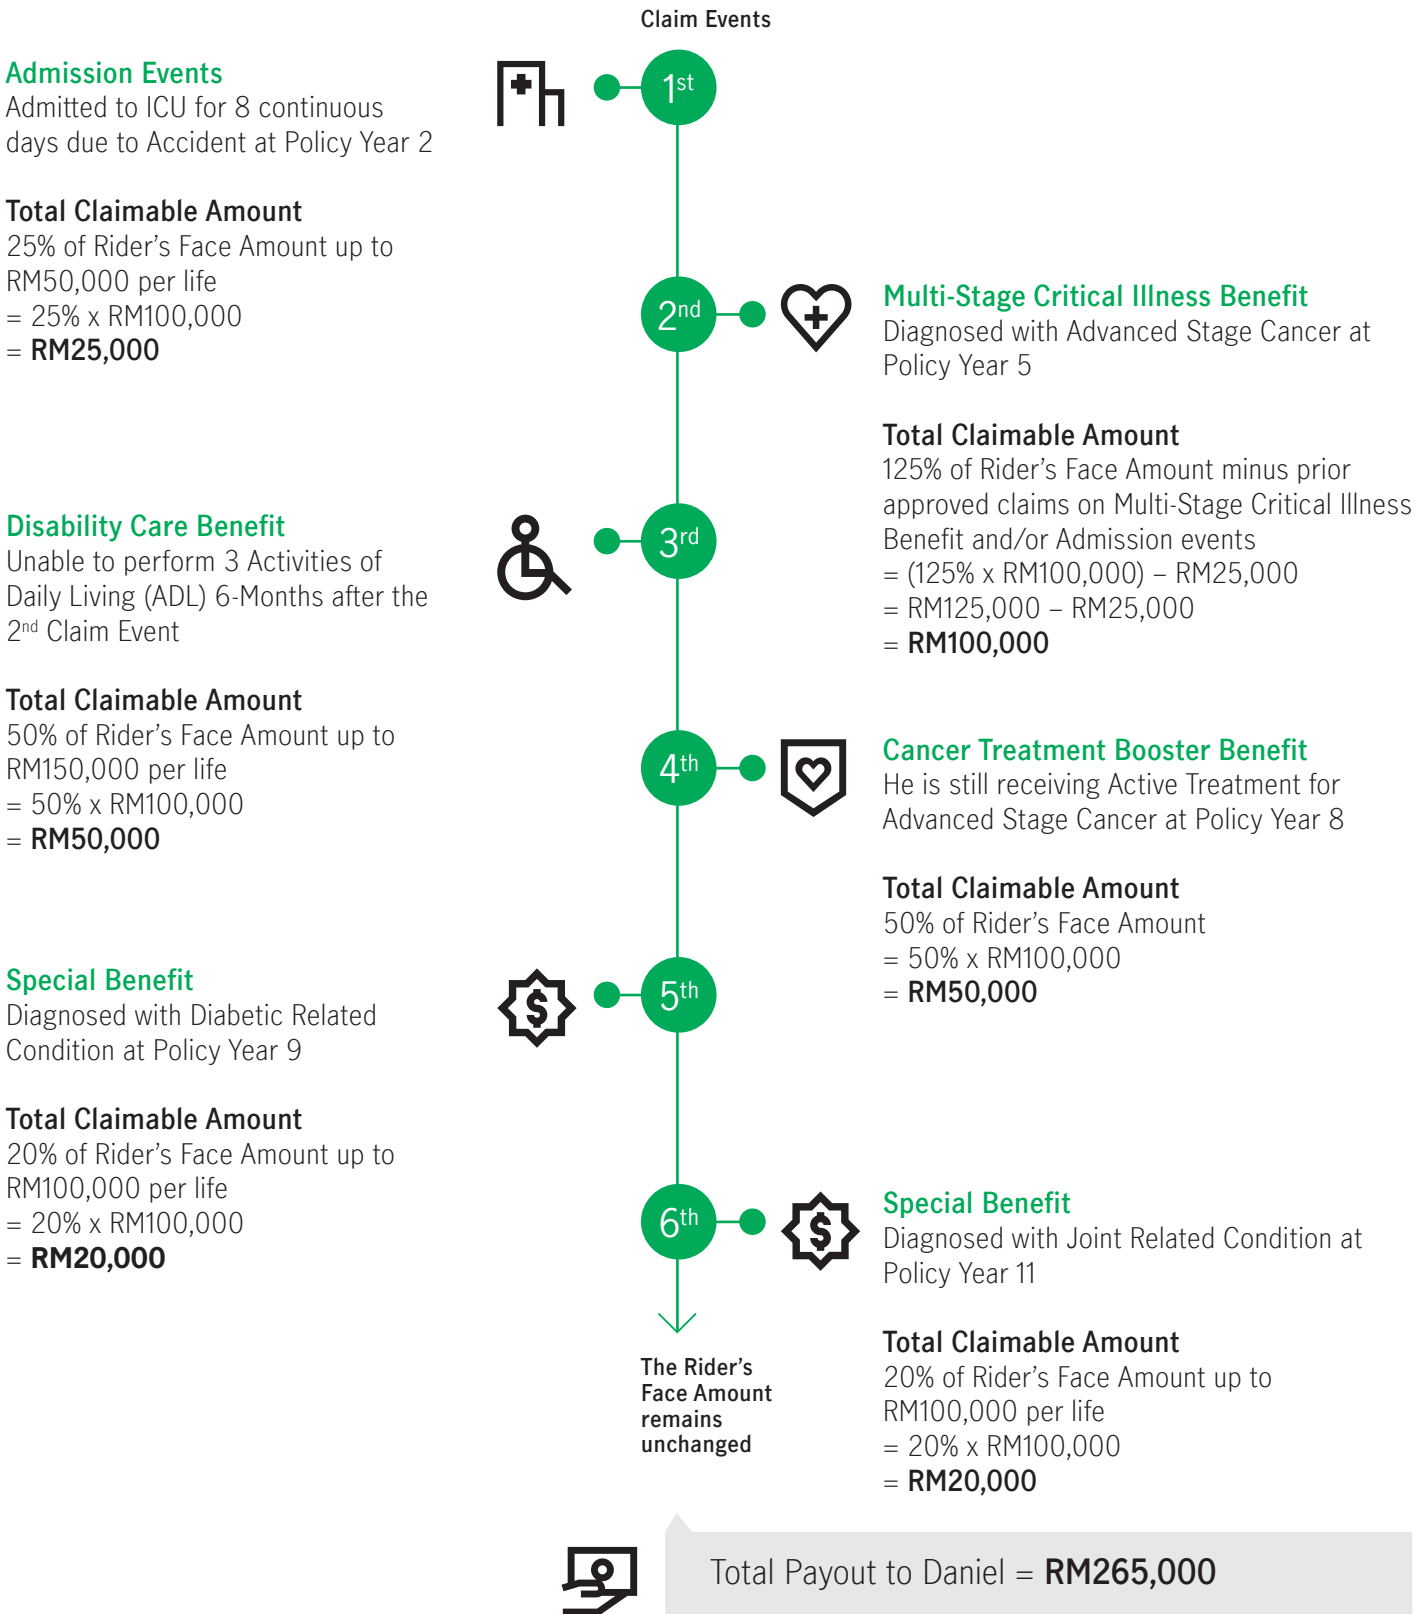 Claim Events
1st
Admission Events
Admitted to ICU for 8 continuous
days due to Accident at Policy Year 2
Total Claimable Amount
25% of Rider’s Face Amount up to
RM50,000 per life
= 25% x RM100,000
= RM25,000
2nd
Multi-Stage Critical Illness Benefit
Diagnosed with Advanced Stage Cancer at
Policy Year 5
Total Claimable Amount
125% of Rider’s Face Amount minus prior
approved claims on Multi-Stage Critical Illness
Benefit and/or Admission events
= (125% x RM100,000) – RM25,000
= RM125,000 – RM25,000
= RM100,000
3rd
Disability Care Benefit
Unable to perform 3 Activities of
Daily Living (ADL) 6-Months after the
2nd Claim Event
Total Claimable Amount
50% of Rider’s Face Amount up to
RM150,000 per life
= 50% x RM100,000
= RM50,000
4th
Cancer Treatment Booster Benefit
He is still receiving Active Treatment for
Advanced Stage Cancer at Policy Year 8
Total Claimable Amount
50% of Rider’s Face Amount
= 50% x RM100,000
= RM50,000
5th
Special Benefit
Diagnosed with Diabetic Related
Condition at Policy Year 9
Total Claimable Amount
20% of Rider’s Face Amount up to
RM100,000 per life
= 20% x RM100,000
= RM20,000
6th
Special Benefit
Diagnosed with Joint Related Condition at
Policy Year 11
Total Claimable Amount
20% of Rider’s Face Amount up to
RM100,000 per life
= 20% x RM100,000
= RM20,000
The Rider’s
Face Amount
remains
unchanged
Total Payout to Daniel = RM265,000